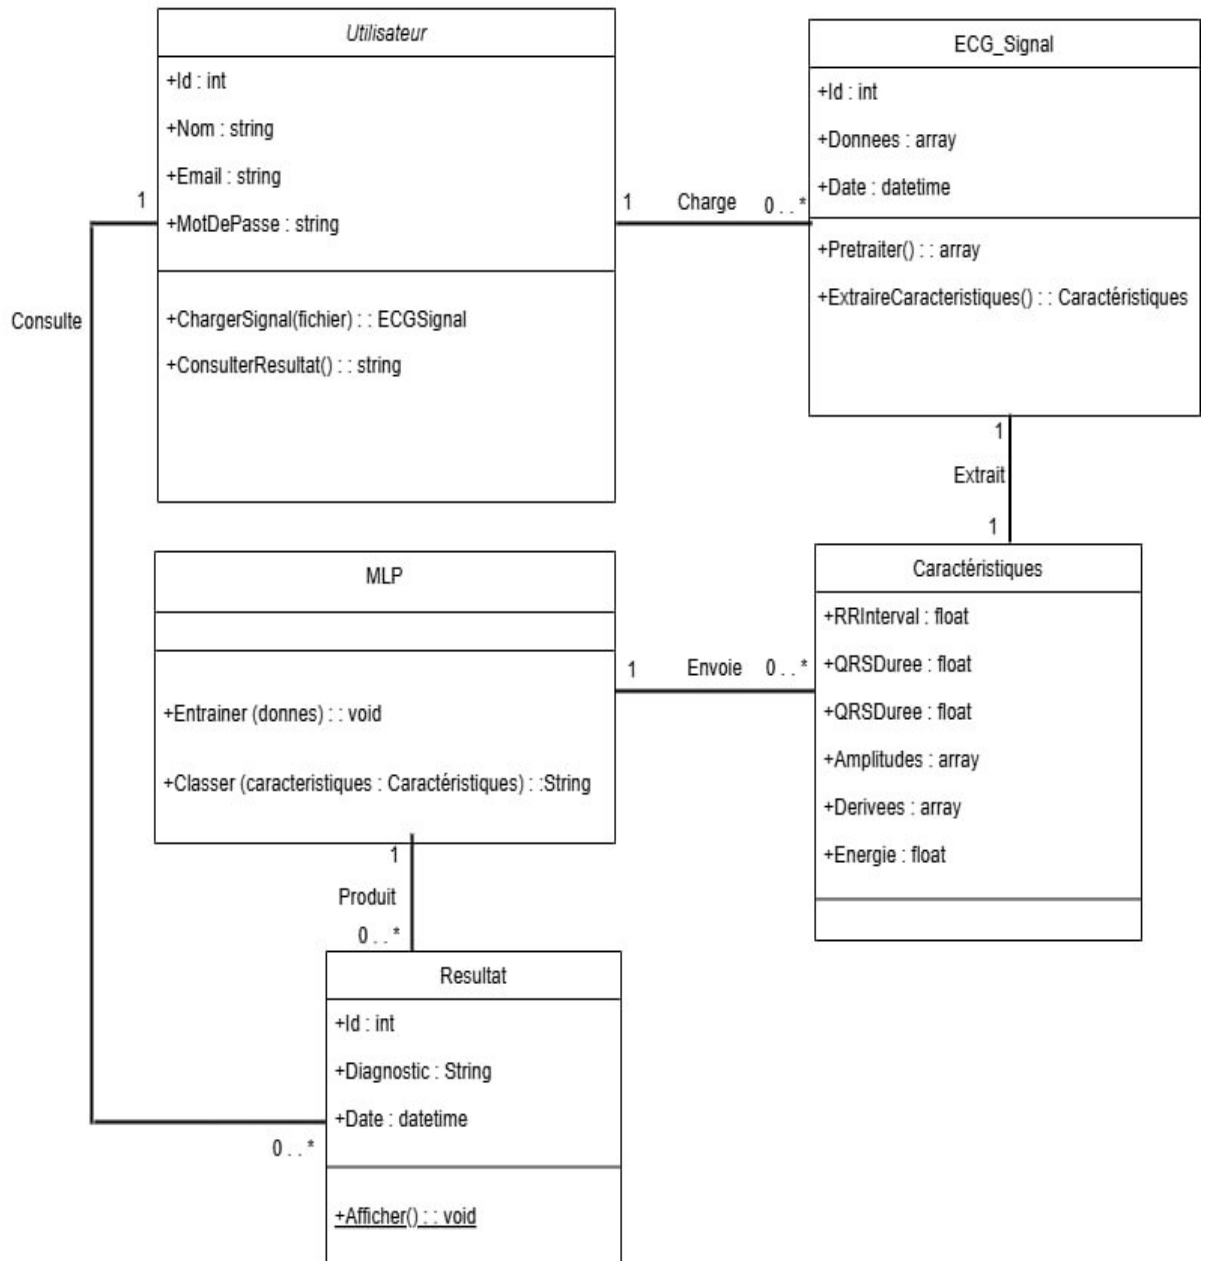 Utilisateur
+Id : int
+Nom : string
+Email : string
+MotDePasse : string
+ChargerSignal(fichier) : : ECGSignal
+ConsulterResultat() : : string
1
Charge
0 . . *
ECG_Signal
+Id : int
+Donnees : array
+Date : datetime
+Pretraiter() : : array
+ExtraireCaracteristiques() : : Caractéristiques
1
Consulte
1
Extrait
1
MLP
+Entrainer (donnes) : : void
+Classer (caracteristiques : Caractéristiques) : :String
1
Envoie
0 . . *
Caractéristiques
+RRInterval : float
+QRSDuree : float
+QRSDuree : float
+Amplitudes : array
+Derivees : array
+Energie : float
1
Produit
0 . . *
Resultat
+Id : int
+Diagnostic : String
+Date : datetime
+Afficher() : : void
0 . . *